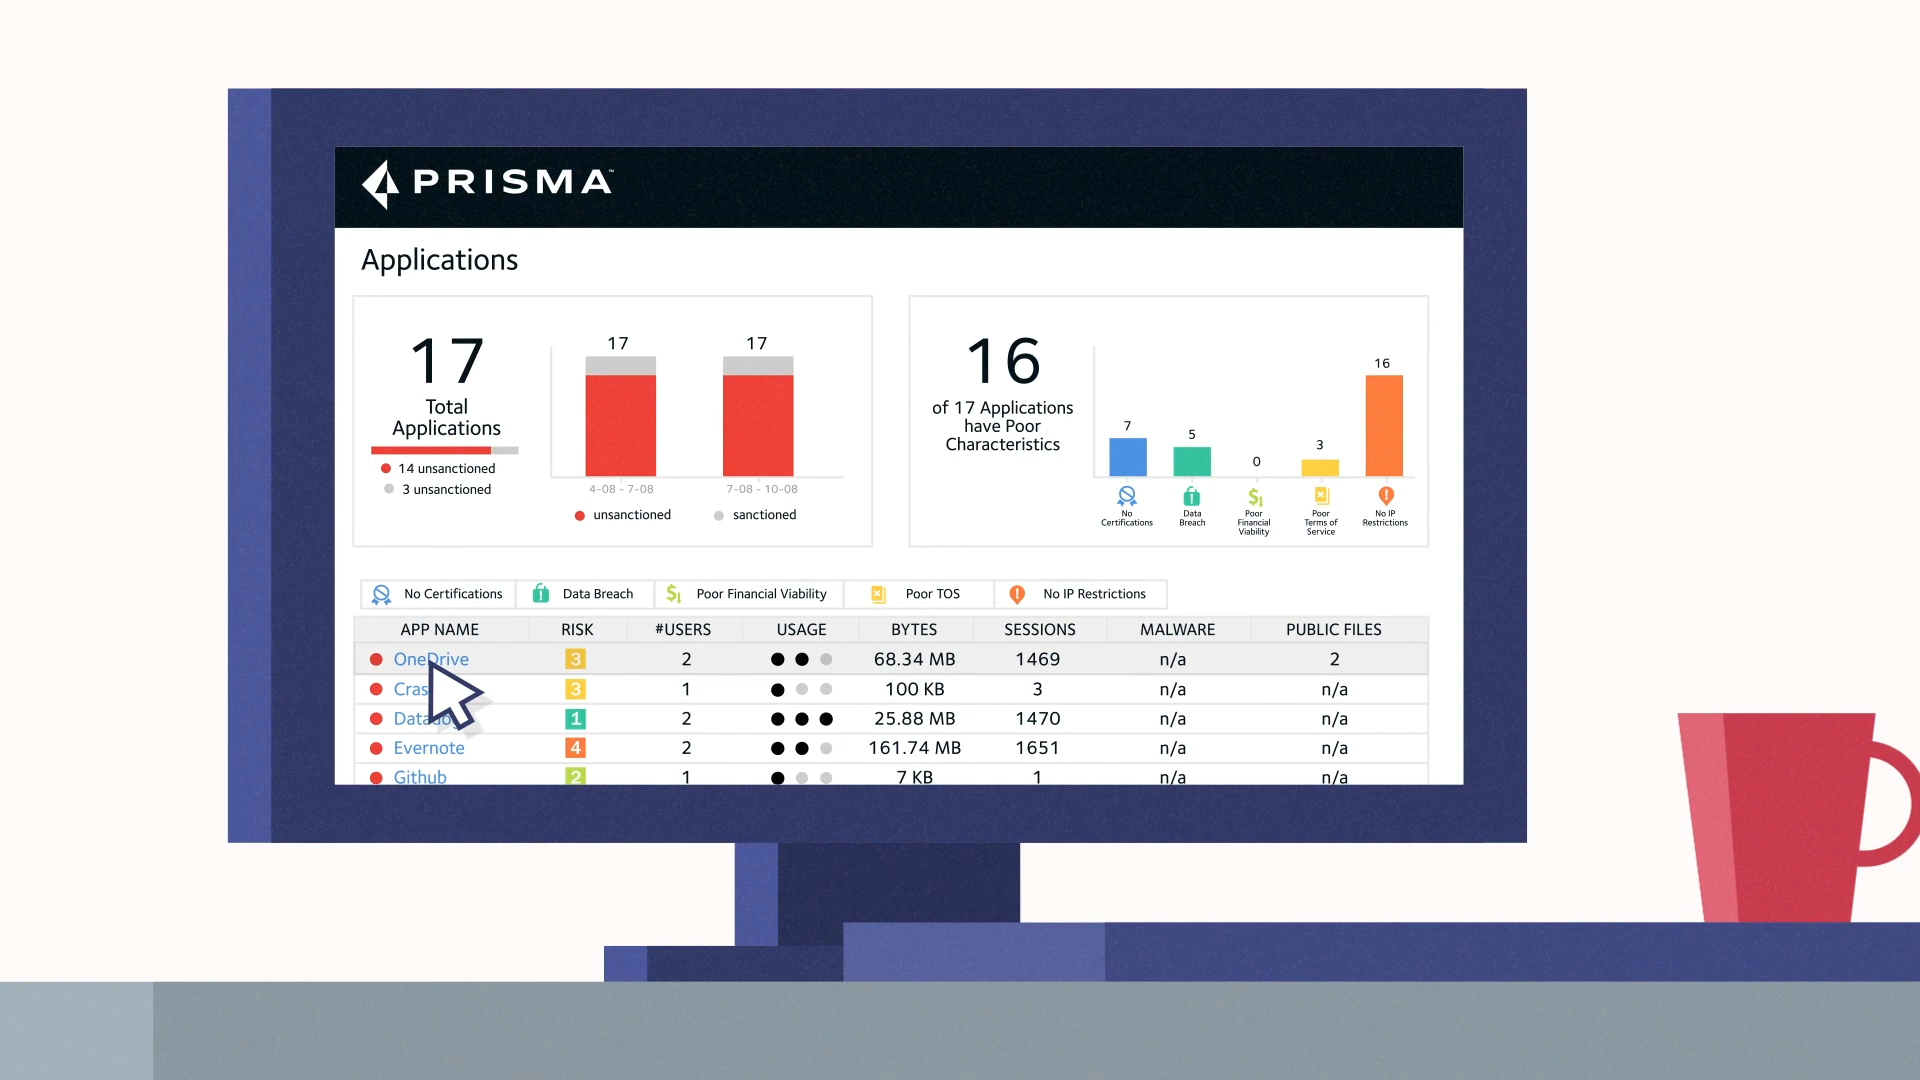 PRISMA™
Applications
17
Total
Applications
14 unsanctioned
3 unsanctioned
17
17
4-08 - 7-08
7-08 - 10-08
unsanctioned
sanctioned
16
of 17 Applications
have Poor
Characteristics
7
5
0
3
16
No
Certifications
Data
Breach
Poor
Financial
Viability
Poor
Terms of
Service
No IP
Restrictions
No Certifications
Data Breach
Poor Financial Viability
Poor TOS
No IP Restrictions
APP NAME RISK #USERS USAGE BYTES SESSIONS MALWARE PUBLIC FILES
OneDrive 3 2 68.34 MB 1469 n/a 2
3 1 100 KB 3 n/a n/a
1 2 25.88 MB 1470 n/a n/a
Evernote 4 2 161.74 MB 1651 n/a n/a
Github 2 1 7 KB 1 n/a n/a